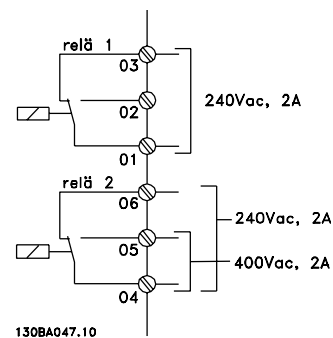 relä 1
03
02
240Vac, 2A
01
relä 2
06
240Vac, 2A
05
400Vac, 2A
04
130BA047.10